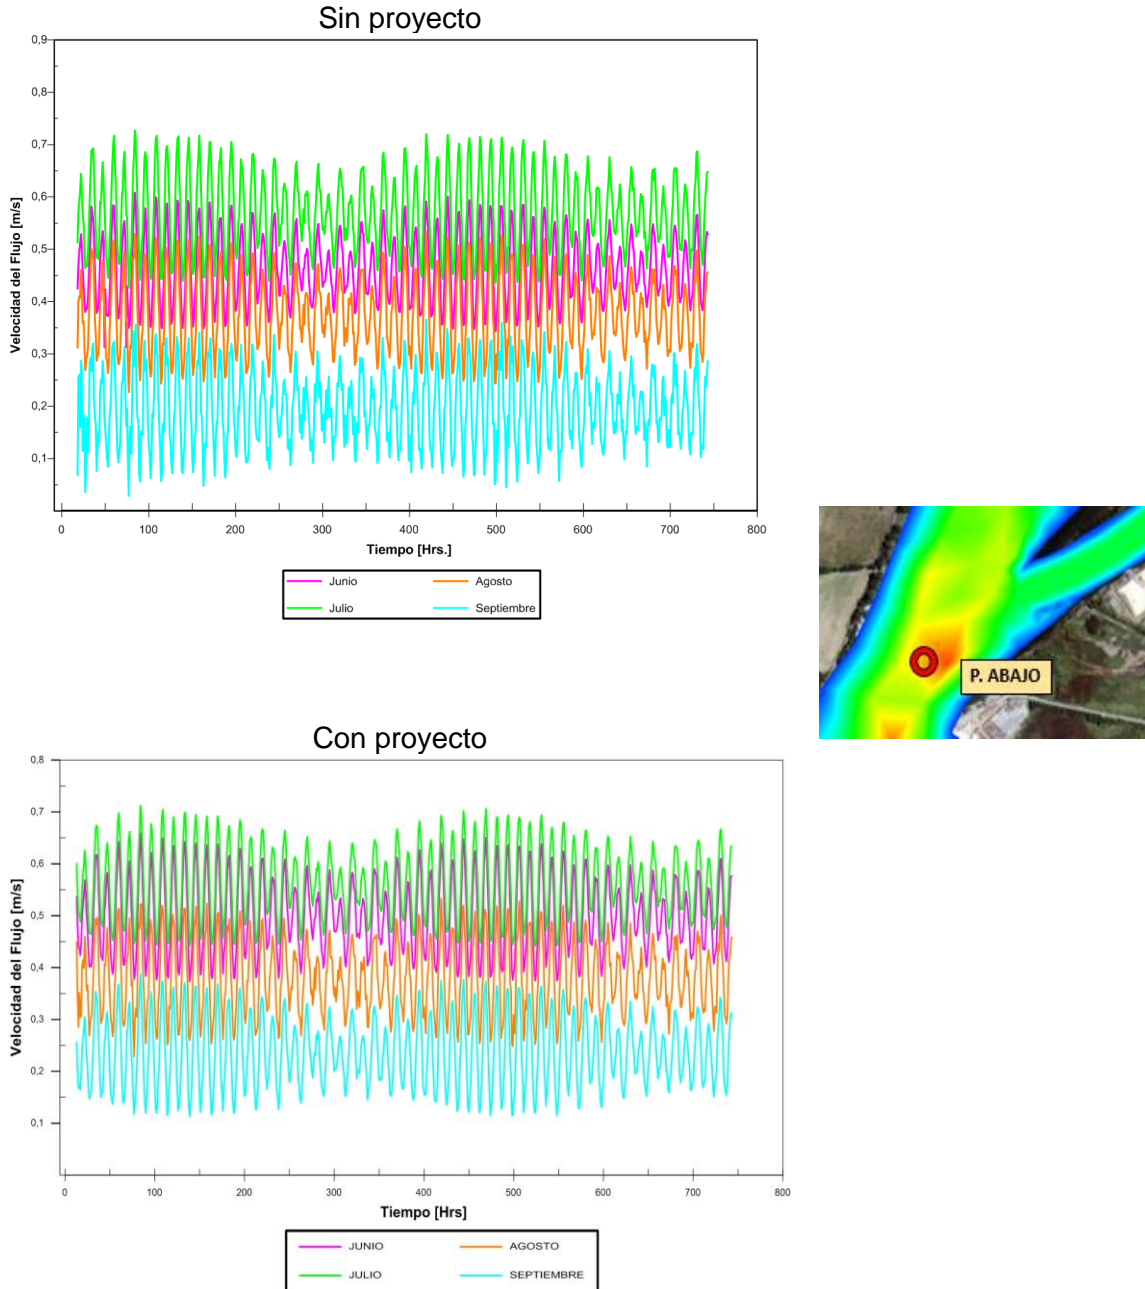 Sin proyecto
0,9
0,8
0,7
0,6
0,5
0,4
0,3
0,2
0,1
Velocidad del Flujo [m/s]
0 100 200 300 400 500 600 700 800
Tiempo [Hrs.]
Junio Agosto
Julio Septiembre
P. ABAJO
Con proyecto
0,8
0,7
0,6
0,5
0,4
0,3
0,2
0,1
Velocidad del Flujo [m/s]
0 100 200 300 400 500 600 700 800
Tiempo [Hrs]
JUNIO AGOSTO
JULIO SEPTIEMBRE